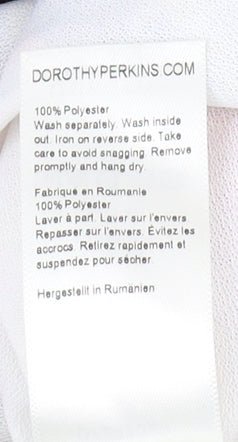 DOROTHYPERKINS.COM
100% Polyester
Wash separately. Wash inside
out. Iron on reverse side. Take
care to avoid snagging. Remove
promptly and hang dry.
Fabrique en Roumanie
100% Polyester
Laver à part. Laver sur l'envers
Repasser sur l'envers. Évitez les
accrocs. Retirez rapidement et
suspendez pour sécher.
Hergestellt in Rumänien